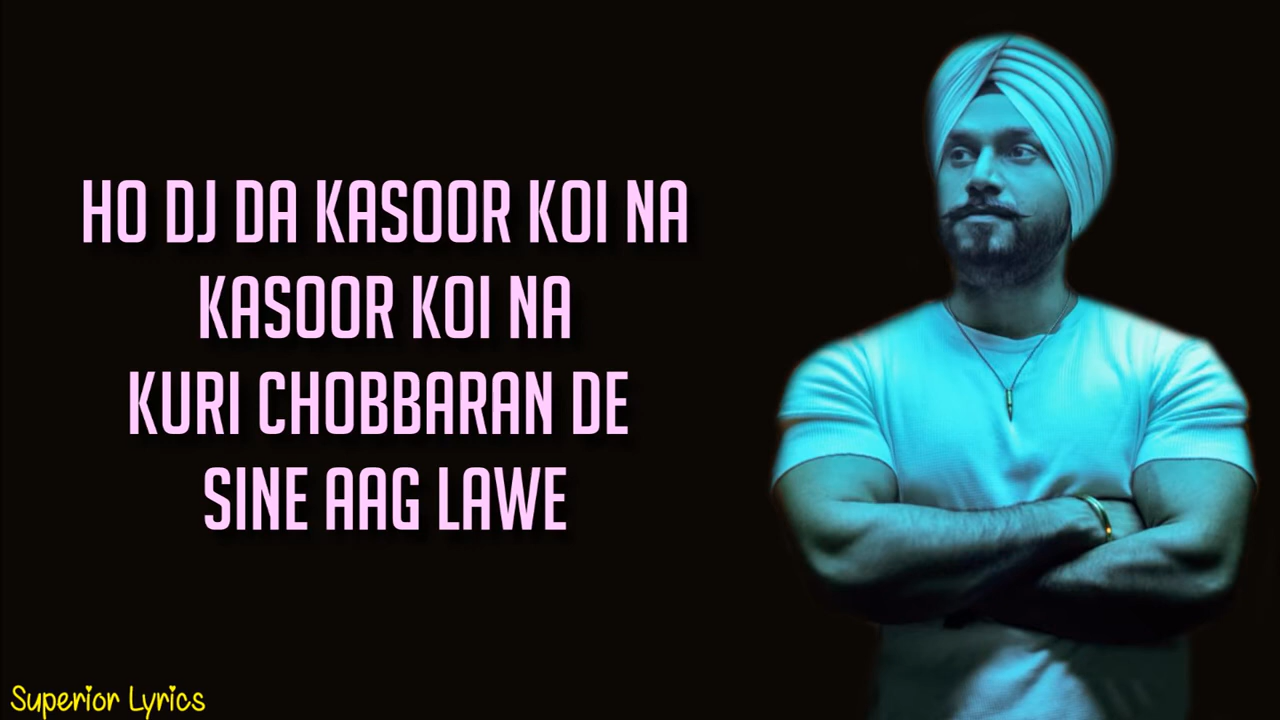 HO DJ DA KASOOR KOI NA
KASOOR KOI NA
KURI CHOBBARAN DE
SINE AAG LAWE
Superior Lyrics